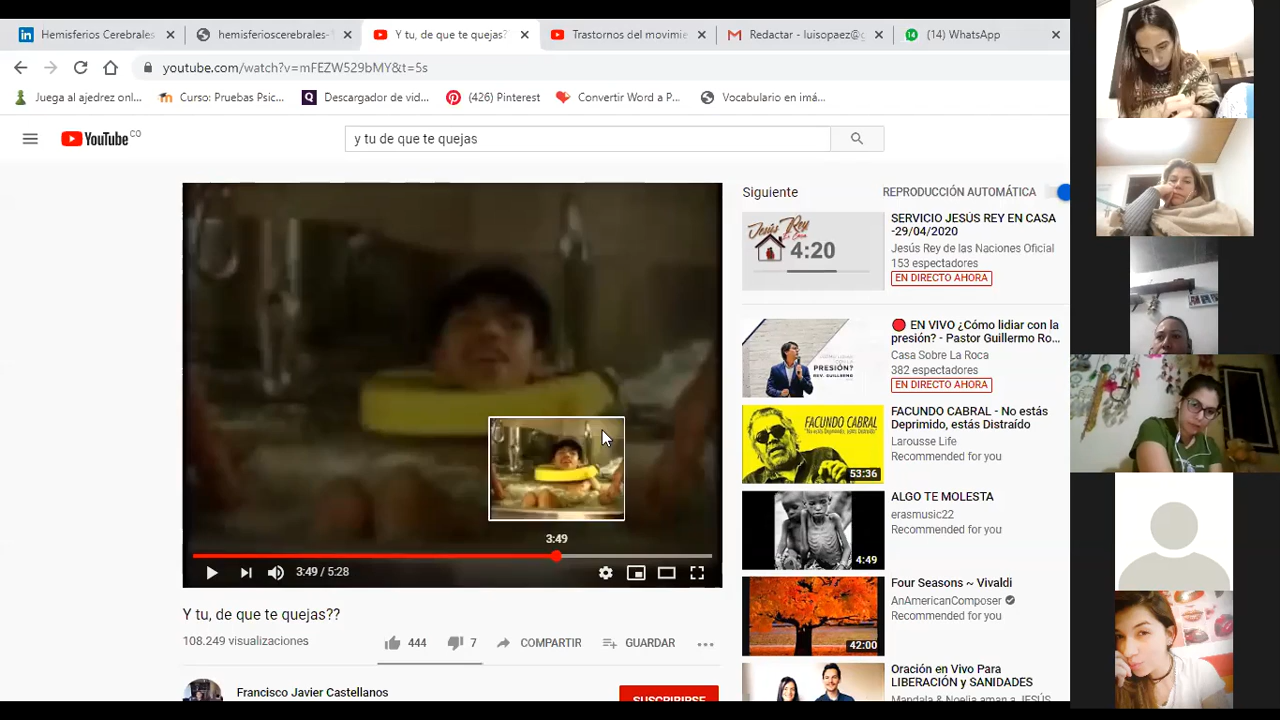 Hemisferios Cerebrales
hemisferioscerebrales-
Y tu, de que te quejas?
Trastornos del movimie
Redactar - luisopaez@g
(14) WhatsApp
youtube.com/watch?v=mFEZW529bMY&t=5s
Juega al ajedrez onl...
Curso: Pruebas Psic...
Descargador de vid...
(426) Pinterest
Convertir Word a P...
Vocabulario en imá...
YouTube CO
y tu de que te quejas
Siguiente
REPRODUCCIÓN AUTOMÁTICA
Jesús Rey
en Casa
4:20
SERVICIO JESÚS REY EN CASA
-29/04/2020
Jesús Rey de las Naciones Oficial
153 espectadores
EN DIRECTO AHORA
PRESIÓN?
EN VIVO ¿Cómo lidiar con la
presión? - Pastor Guillermo Ro...
Casa Sobre La Roca
382 espectadores
EN DIRECTO AHORA
FACUNDO
CABRAL
53:36
FACUNDO CABRAL - No estás
Deprimido, estás Distraído
Larousse Life
Recommended for you
4:49
ALGO TE MOLESTA
erasmusic22
Recommended for you
42:00
Four Seasons ~ Vivaldi
AnAmericanComposer
Recommended for you
Oración en Vivo Para
LIBERACIÓN y SANIDADES
Mandala & Noelia aman a JESÚS
3:49
3:49 / 5:28
Y tu, de que te quejas??
108.249 visualizaciones
444
7
COMPARTIR
GUARDAR
Francisco Javier Castellanos
SUSCRIBIRSE